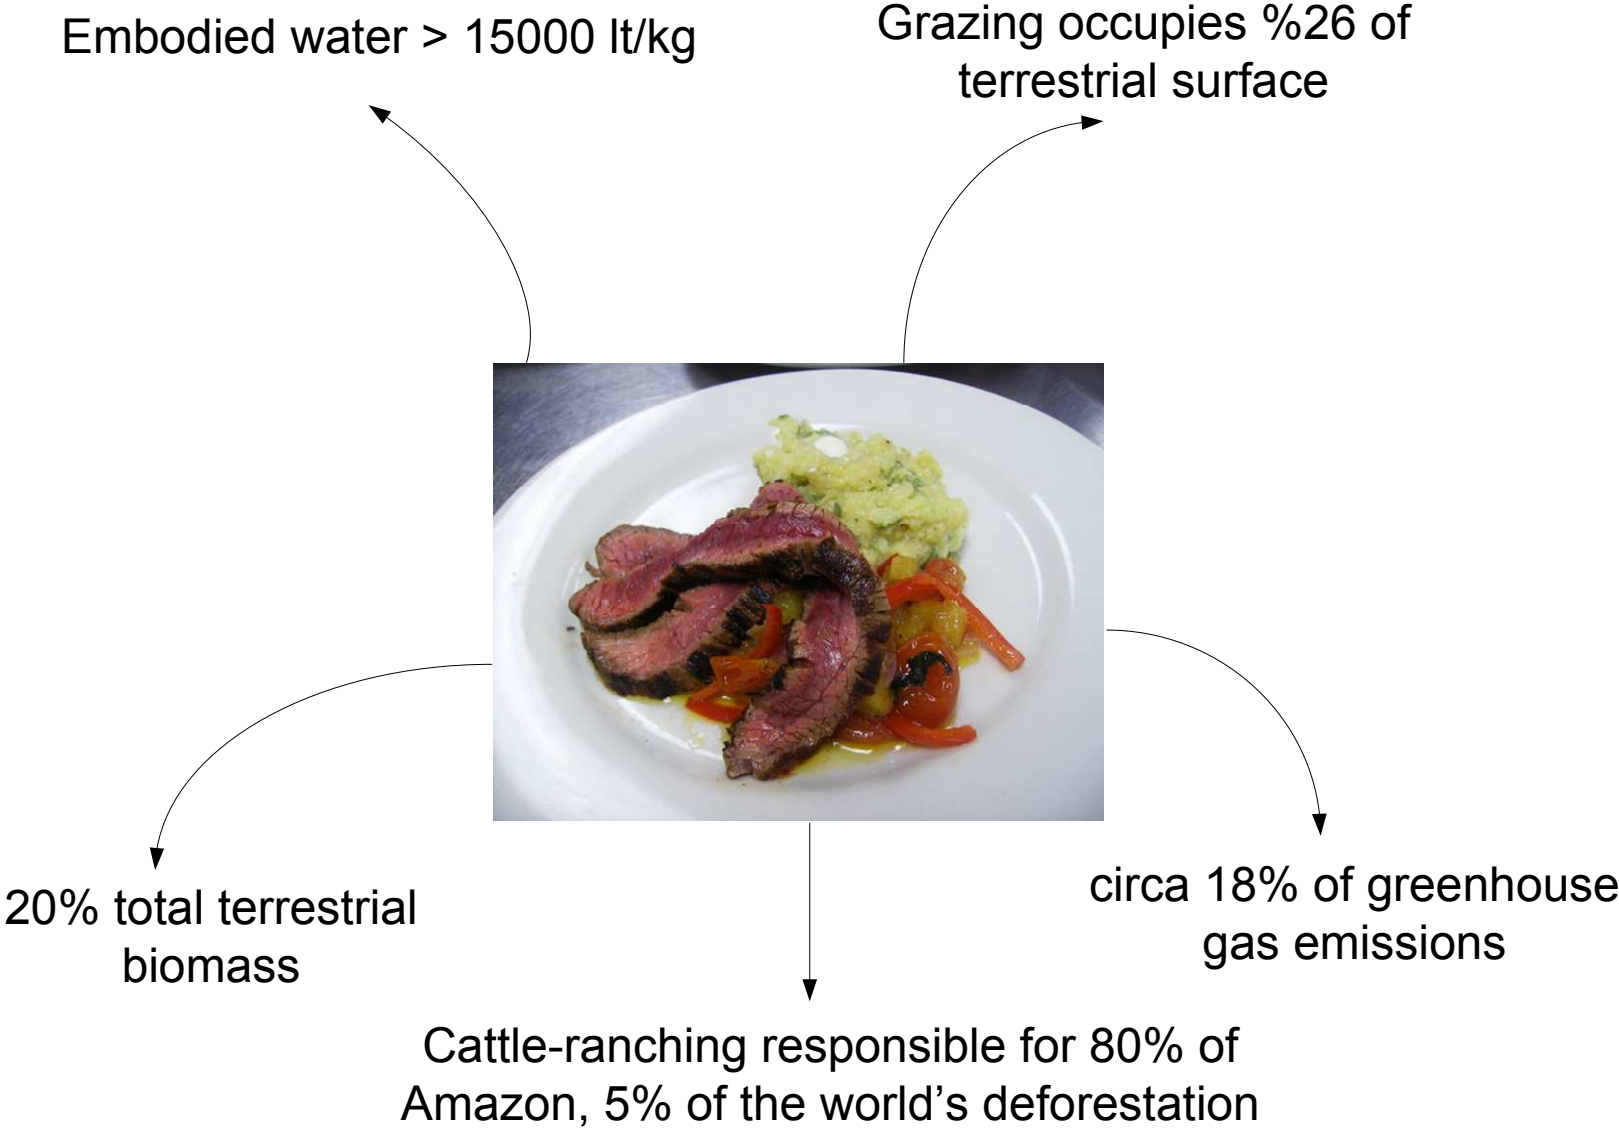 Embodied water > 15000 lt/kg
Grazing occupies %26 of
terrestrial surface
20% total terrestrial
biomass
circa 18% of greenhouse
gas emissions
Cattle-ranching responsible for 80% of
Amazon, 5% of the world’s deforestation